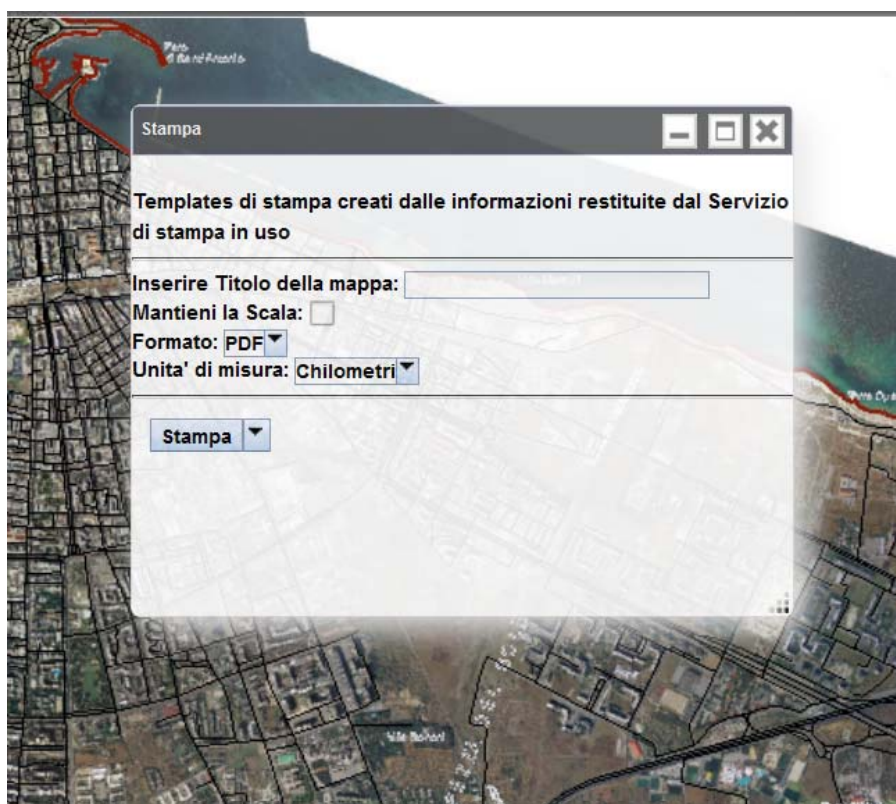 Stampa
Templates di stampa creati dalle informazioni restituite dal Servizio
di stampa in uso
Inserire Titolo della mappa:
Mantieni la Scala:
Formato: PDF
Unita' di misura: Chilometri
Stampa